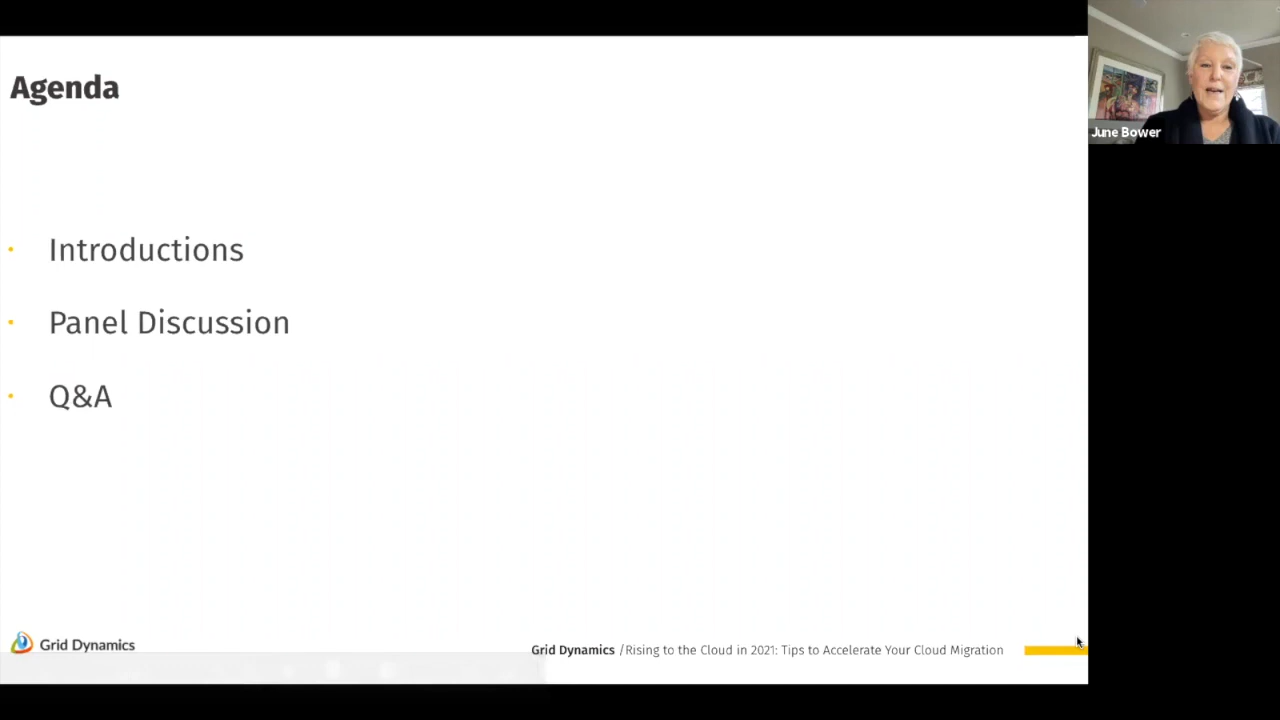 Agenda
June Bower
· Introductions
· Panel Discussion
· Q&A
Grid Dynamics
Grid Dynamics /Rising to the Cloud in 2021: Tips to Accelerate Your Cloud Migration